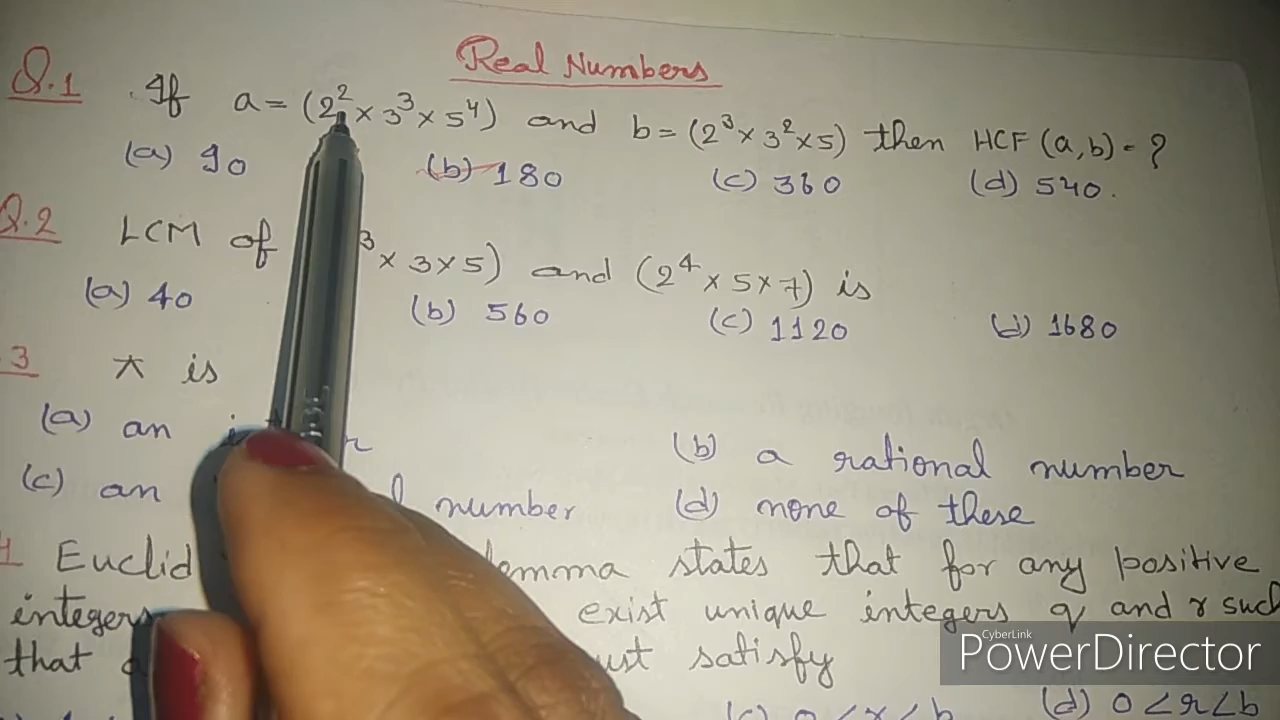 Real Numbers
Q.1 If a = (2² × 3³ × 5⁴) and b = (2³ × 3² × 5) then HCF (a, b) = ?
(a) 90 (b) 180 (c) 360 (d) 540.
Q.2 LCM of ³ × 3 × 5) and (2⁴ × 5 × 7) is
(a) 40 (b) 560 (c) 1120 (d) 1680
3 π is
(a) an (b) a rational number
(c) an number (d) none of these
Euclid lemma states that for any positive
integers exist unique integers q and r such
that satisfy
(d) 0 < r < b
CyberLink
PowerDirector